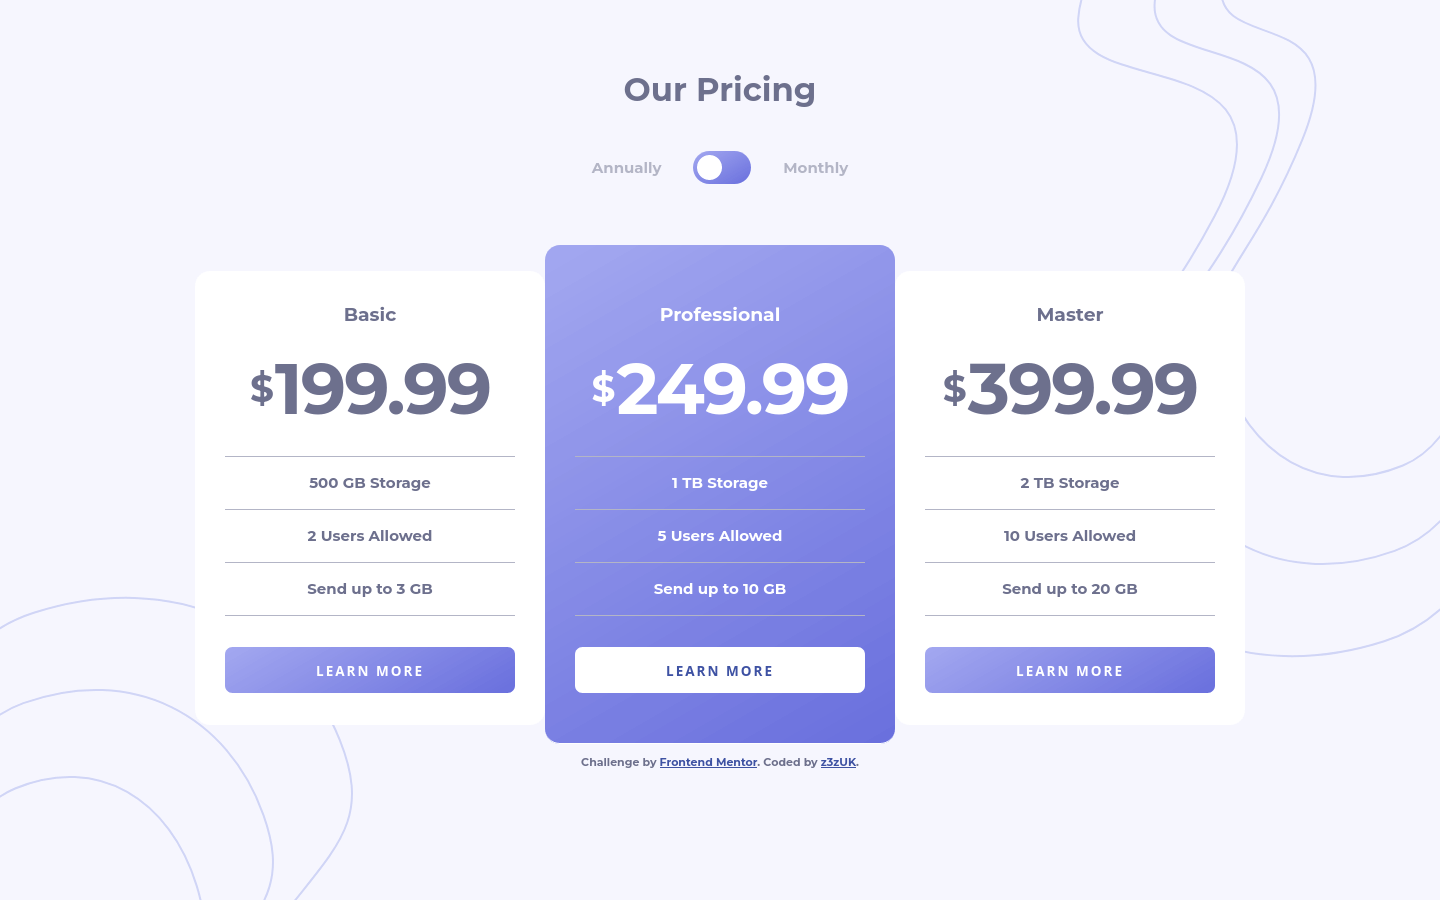 Our Pricing
Annually Monthly
Basic
$199.99
500 GB Storage
2 Users Allowed
Send up to 3 GB
LEARN MORE
Professional
$249.99
1 TB Storage
5 Users Allowed
Send up to 10 GB
LEARN MORE
Master
$399.99
2 TB Storage
10 Users Allowed
Send up to 20 GB
LEARN MORE
Challenge by Frontend Mentor. Coded by z3zUK.